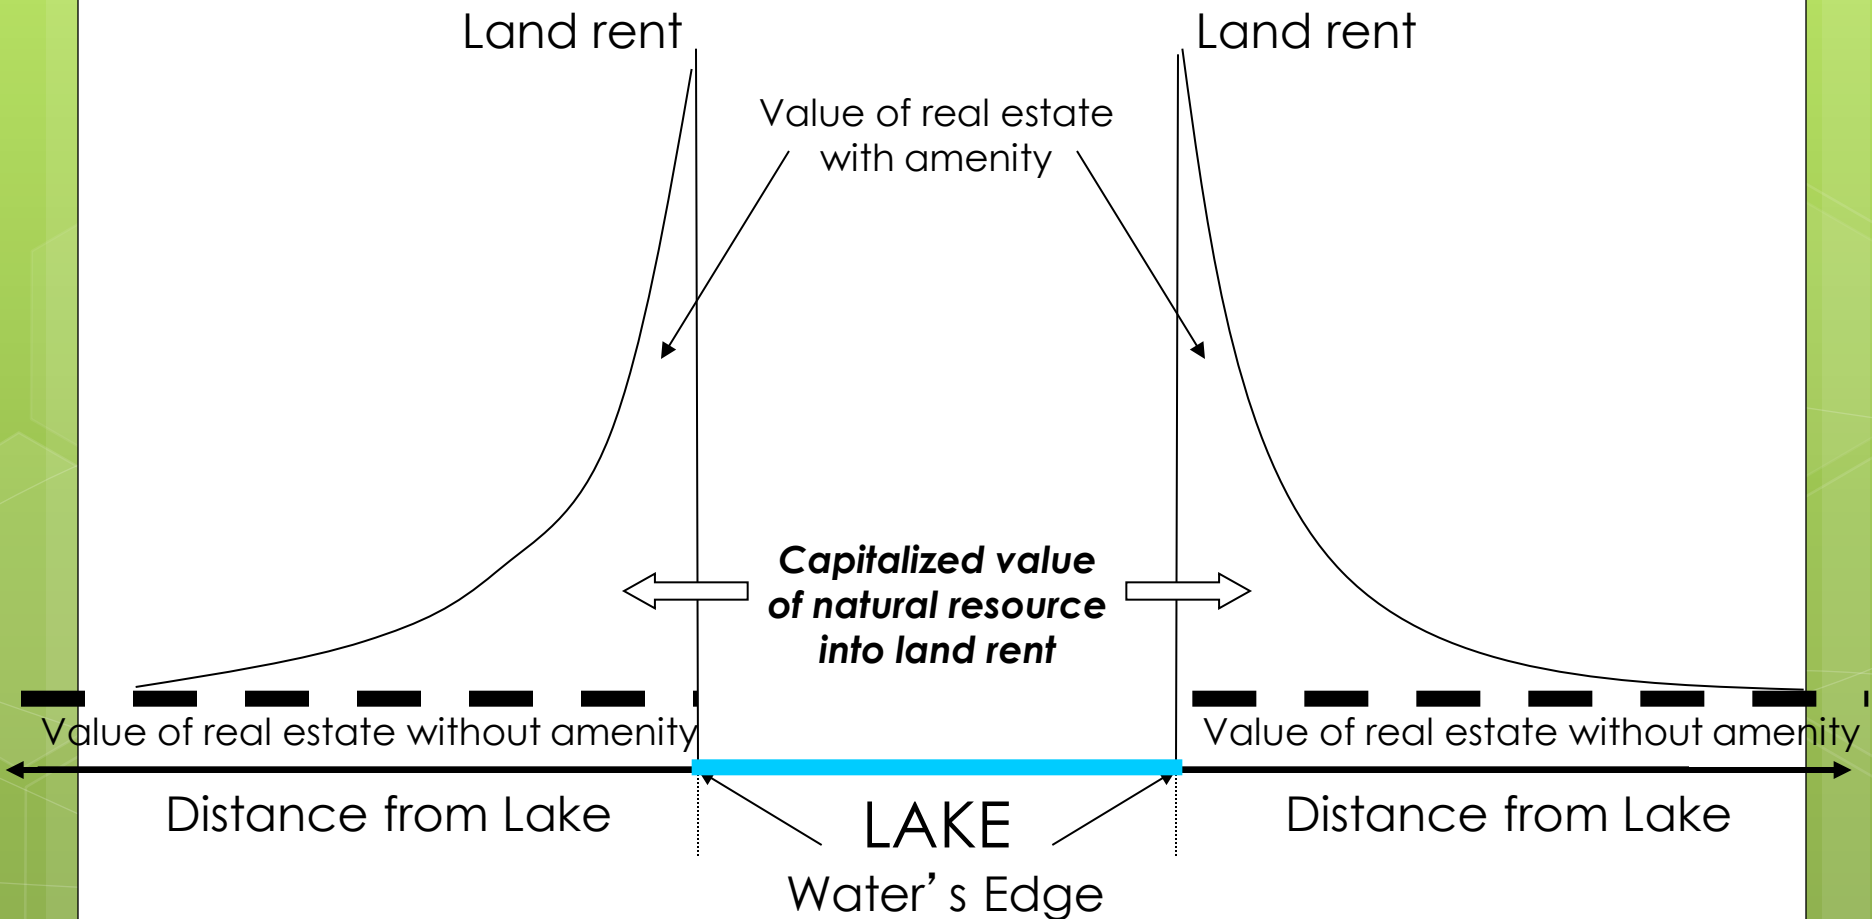 Land rent
Land rent
Value of real estate
with amenity
Capitalized value
of natural resource
into land rent
Value of real estate without amenity
Value of real estate without amenity
Distance from Lake
LAKE
Distance from Lake
Water’s Edge